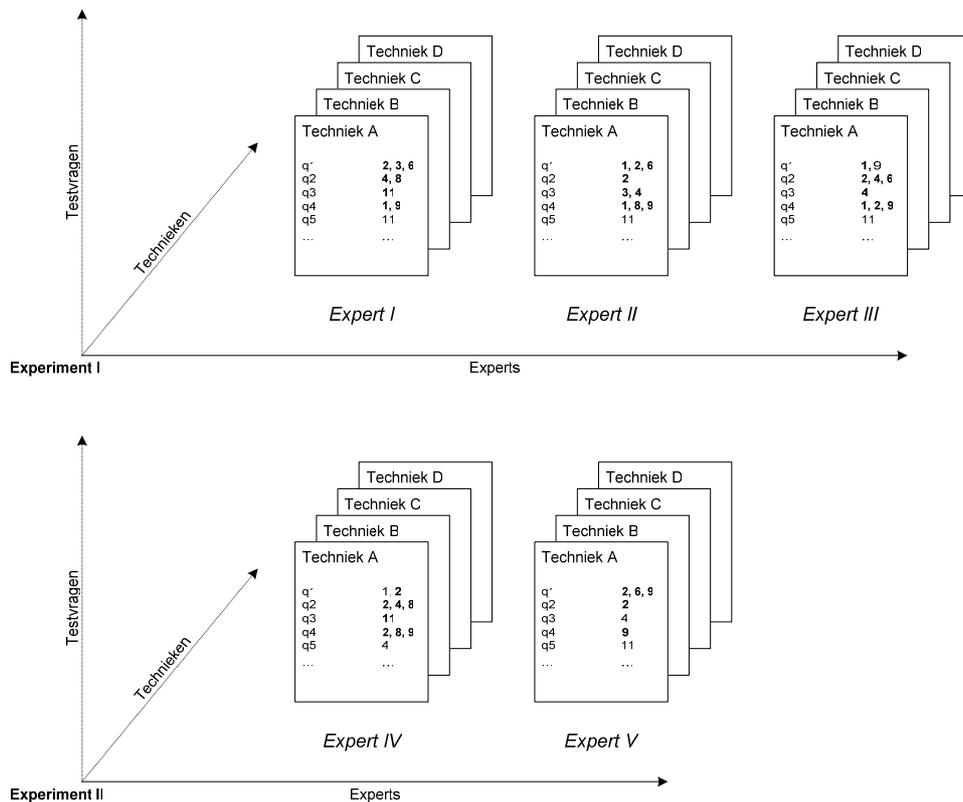 Testvragen
Technieken
Techniek D
Techniek C
Techniek B
Techniek A
q1 2, 3, 6
q2 4, 8
q3 11
q4 1, 9
q5 11
... ...
Expert I
Techniek D
Techniek C
Techniek B
Techniek A
q1 1, 2, 6
q2 2
q3 3, 4
q4 1, 8, 9
q5 11
... ...
Expert II
Techniek D
Techniek C
Techniek B
Techniek A
q1 1, 9
q2 2, 4, 6
q3 4
q4 1, 2, 9
q5 11
... ...
Expert III
Experiment I
Experts
Testvragen
Technieken
Techniek D
Techniek C
Techniek B
Techniek A
q1 1, 2
q2 2, 4, 8
q3 11
q4 2, 8, 9
q5 4
... ...
Expert IV
Techniek D
Techniek C
Techniek B
Techniek A
q1 2, 6, 9
q2 2
q3 4
q4 9
q5 11
... ...
Expert V
Experiment II
Experts